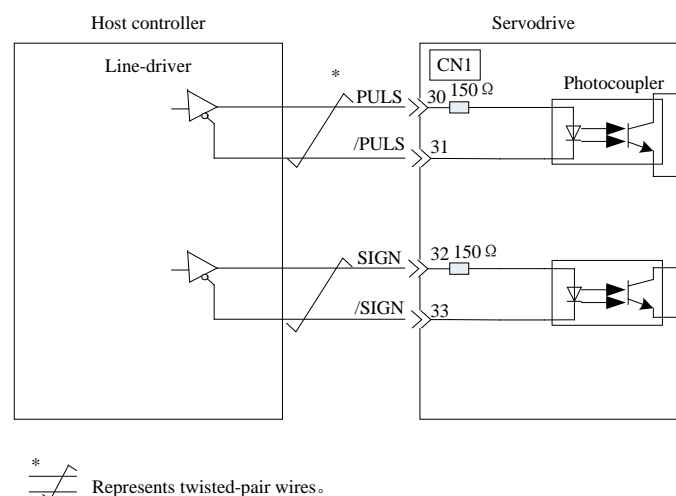 Host controller
Servodrive
Line-driver
CN1
Photocoupler
*
PULS
30
150 Ω
/PULS
31
SIGN
32
150 Ω
/SIGN
33
*
Represents twisted-pair wires。